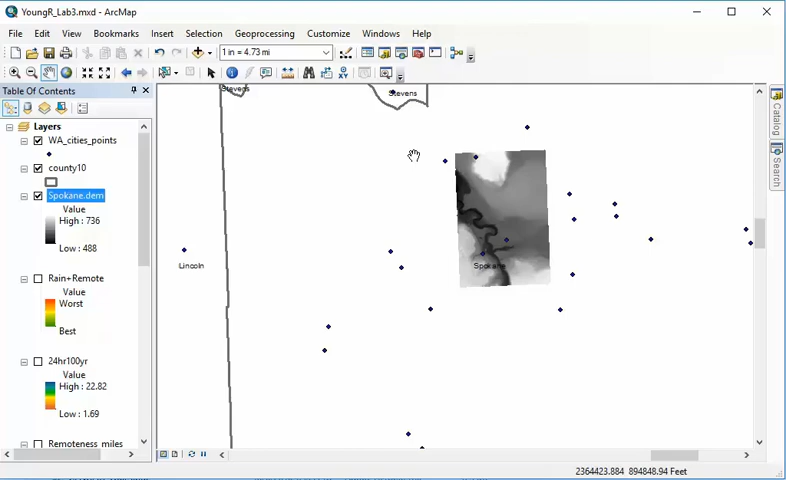 YoungR_Lab3.mxd - ArcMap
File Edit View Bookmarks Insert Selection Geoprocessing Customize Windows Help
1 in = 4.73 mi
Table Of Contents
Layers
WA_cities_points
county10
Spokane.dem
Value
High : 736
Low : 488
Rain+Remote
Value
Worst
Best
24hr100yr
Value
High : 22.82
Low : 1.69
Remoteness_miles
Stevens
Stevens
Lincoln
Spokane
Catalog
Search
2364423.884 894848.94 Feet